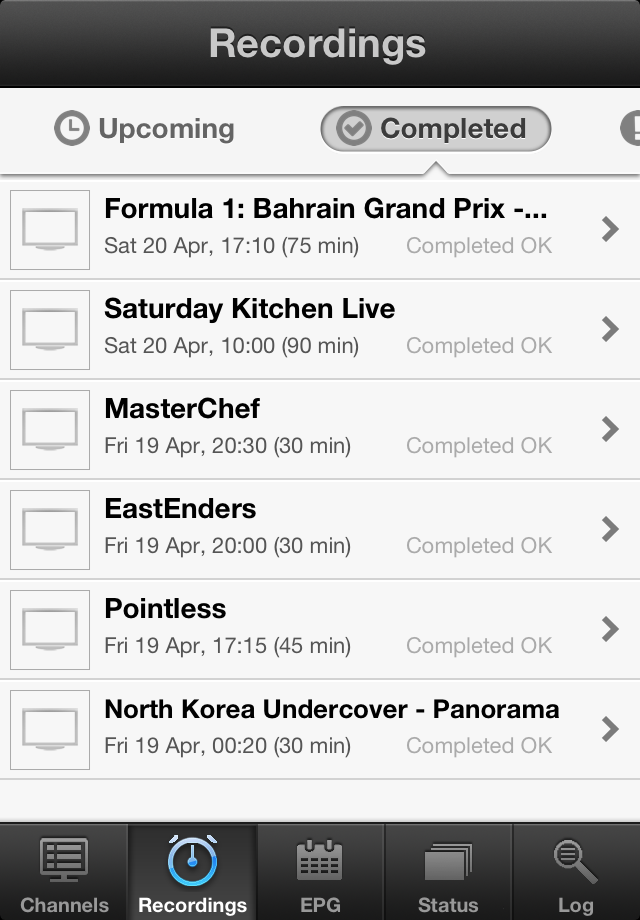 Recordings
Upcoming
Completed
Formula 1: Bahrain Grand Prix -...
Sat 20 Apr, 17:10 (75 min) Completed OK
Saturday Kitchen Live
Sat 20 Apr, 10:00 (90 min) Completed OK
MasterChef
Fri 19 Apr, 20:30 (30 min) Completed OK
EastEnders
Fri 19 Apr, 20:00 (30 min) Completed OK
Pointless
Fri 19 Apr, 17:15 (45 min) Completed OK
North Korea Undercover - Panorama
Fri 19 Apr, 00:20 (30 min) Completed OK
Channels Recordings EPG Status Log